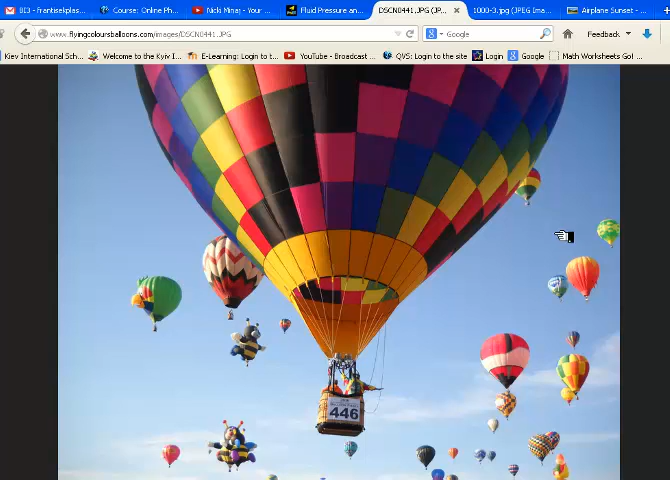 BI3 - Frantisekplas...
Course: Online Ph...
Nicki Minaj - You ...
Fluid Pressure an...
DSCN0441.JPG (JP...
1000-3.jpg (JPEG Ima...
Airplane Sunset - ...
www.flyingcoloursballoons.com/images/DSCN0441.JPG
Google
Feedback
Kiev International Sch...
Welcome to the Kyiv I...
E-Learning: Login to t...
YouTube - Broadcast ...
QVS: Login to the site
Login
Google
Math Worksheets Go! ...
446